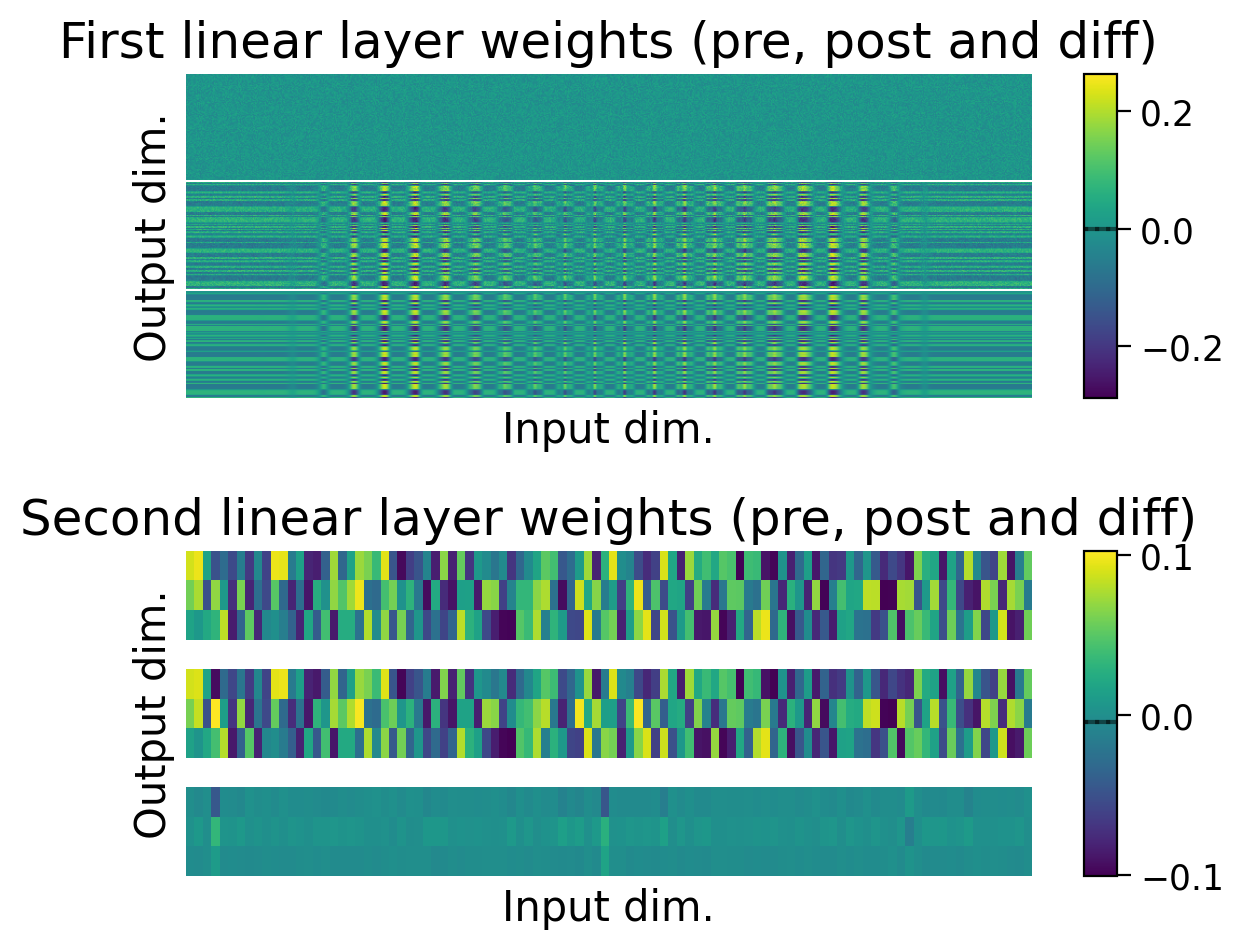 First linear layer weights (pre, post and diff)
Output dim.
0.2
0.0
−0.2
Input dim.
Second linear layer weights (pre, post and diff)
Output dim.
0.1
0.0
−0.1
Input dim.